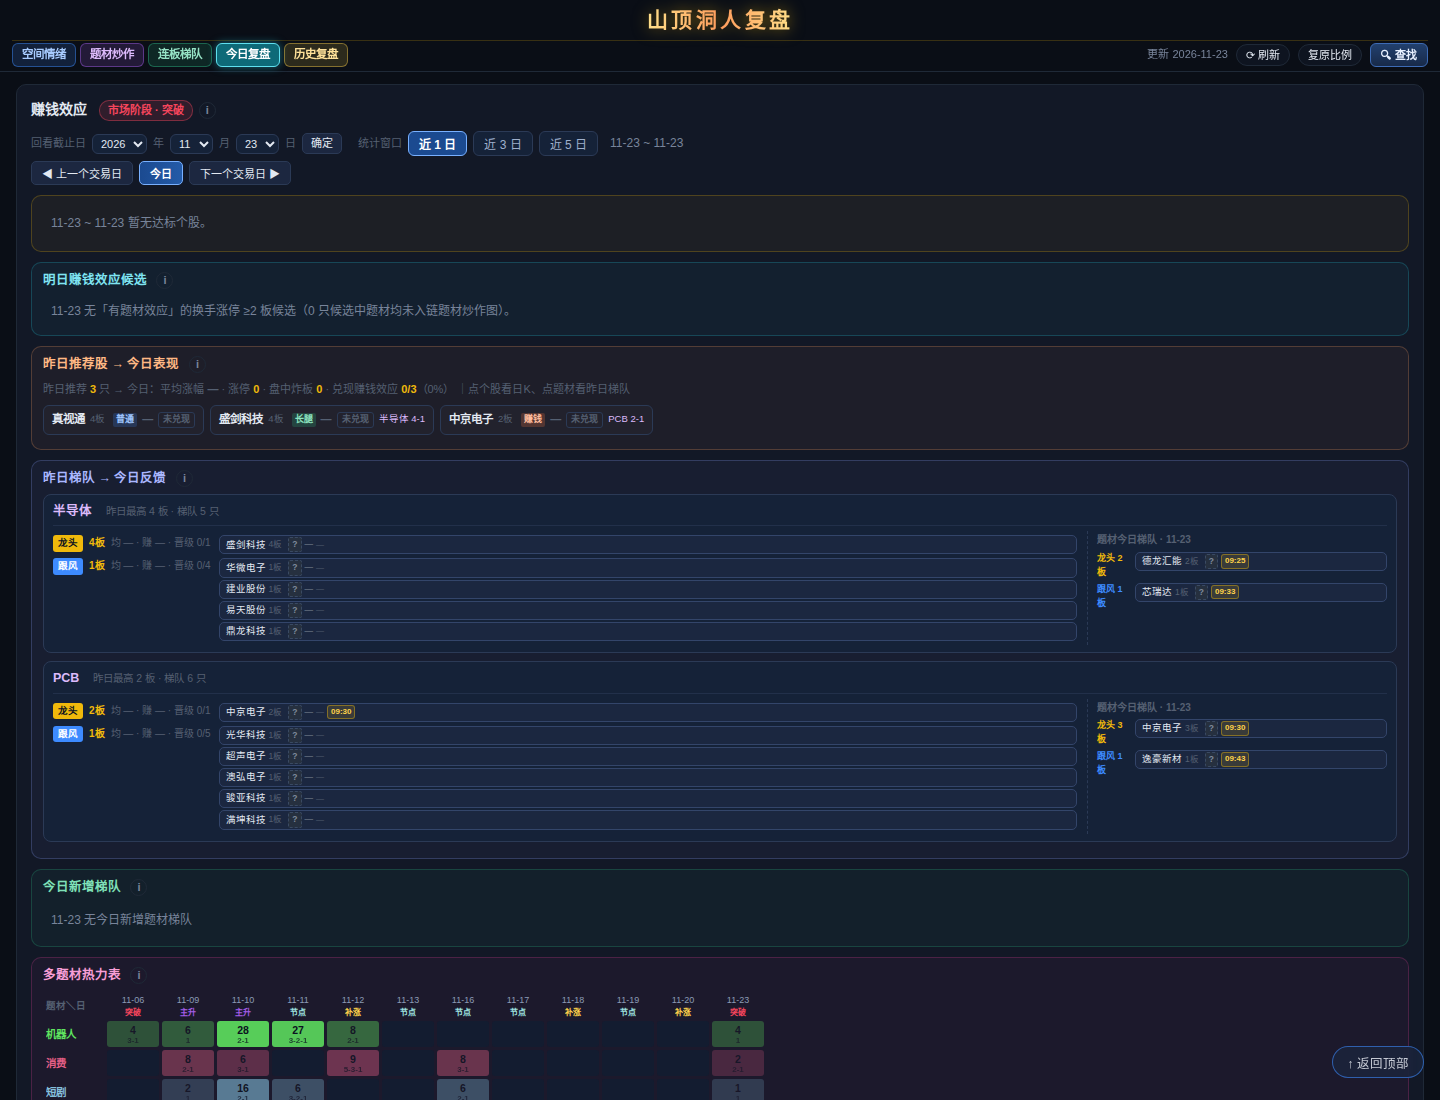 山顶洞人复盘
空间情绪 题材炒作 连板梯队 今日复盘 历史复盘 更新 2026-11-23 ⟳ 刷新 复原比例 🔍 查找
赚钱效应 市场阶段 · 突破 i
回看截止日 2026 年 11 月 23 日 确定 统计窗口 近 1 日 近 3 日 近 5 日 11-23 ~ 11-23
◀ 上一个交易日 今日 下一个交易日 ▶
11-23 ~ 11-23 暂无达标个股。
明日赚钱效应候选 i
11-23 无「有题材效应」的换手涨停 ≥2 板候选（0 只候选中题材均未入链题材炒作图）。
昨日推荐股 → 今日表现 i
昨日推荐 3 只 → 今日：平均涨幅 — · 涨停 0 · 盘中炸板 0 · 兑现赚钱效应 0/3（0%） ｜点个股看日K、点题材看昨日梯队
真视通 4板 普通 — 未兑现 盛剑科技 4板 长腿 — 未兑现 半导体 4-1 中京电子 2板 赚钱 — 未兑现 PCB 2-1
昨日梯队 → 今日反馈 i
半导体 昨日最高 4 板 · 梯队 5 只
龙头 4板 均 — · 赚 — · 晋级 0/1
跟风 1板 均 — · 赚 — · 晋级 0/4
盛剑科技 4板 ? — —
华微电子 1板 ? — —
建业股份 1板 ? — —
易天股份 1板 ? — —
鼎龙科技 1板 ? — —
题材今日梯队 · 11-23
龙头 2板 德龙汇能 2板 ? 09:25
跟风 1板 芯瑞达 1板 ? 09:33
PCB 昨日最高 2 板 · 梯队 6 只
龙头 2板 均 — · 赚 — · 晋级 0/1
跟风 1板 均 — · 赚 — · 晋级 0/5
中京电子 2板 ? — — 09:30
光华科技 1板 ? — —
超声电子 1板 ? — —
澳弘电子 1板 ? — —
骏亚科技 1板 ? — —
满坤科技 1板 ? — —
题材今日梯队 · 11-23
龙头 3板 中京电子 3板 ? 09:30
跟风 1板 逸豪新材 1板 ? 09:43
今日新增梯队 i
11-23 无今日新增题材梯队
多题材热力表 i
题材＼日 11-06 11-09 11-10 11-11 11-12 11-13 11-16 11-17 11-18 11-19 11-20 11-23
突破 主升 主升 节点 补涨 节点 节点 节点 补涨 节点 补涨 突破
机器人 4 6 28 27 8 4
3-1 1 2-1 3-2-1 2-1 1
消费 8 6 9 8 2
2-1 3-1 5-3-1 3-1 2-1
短剧 2 16 6 6 1
↑ 返回顶部